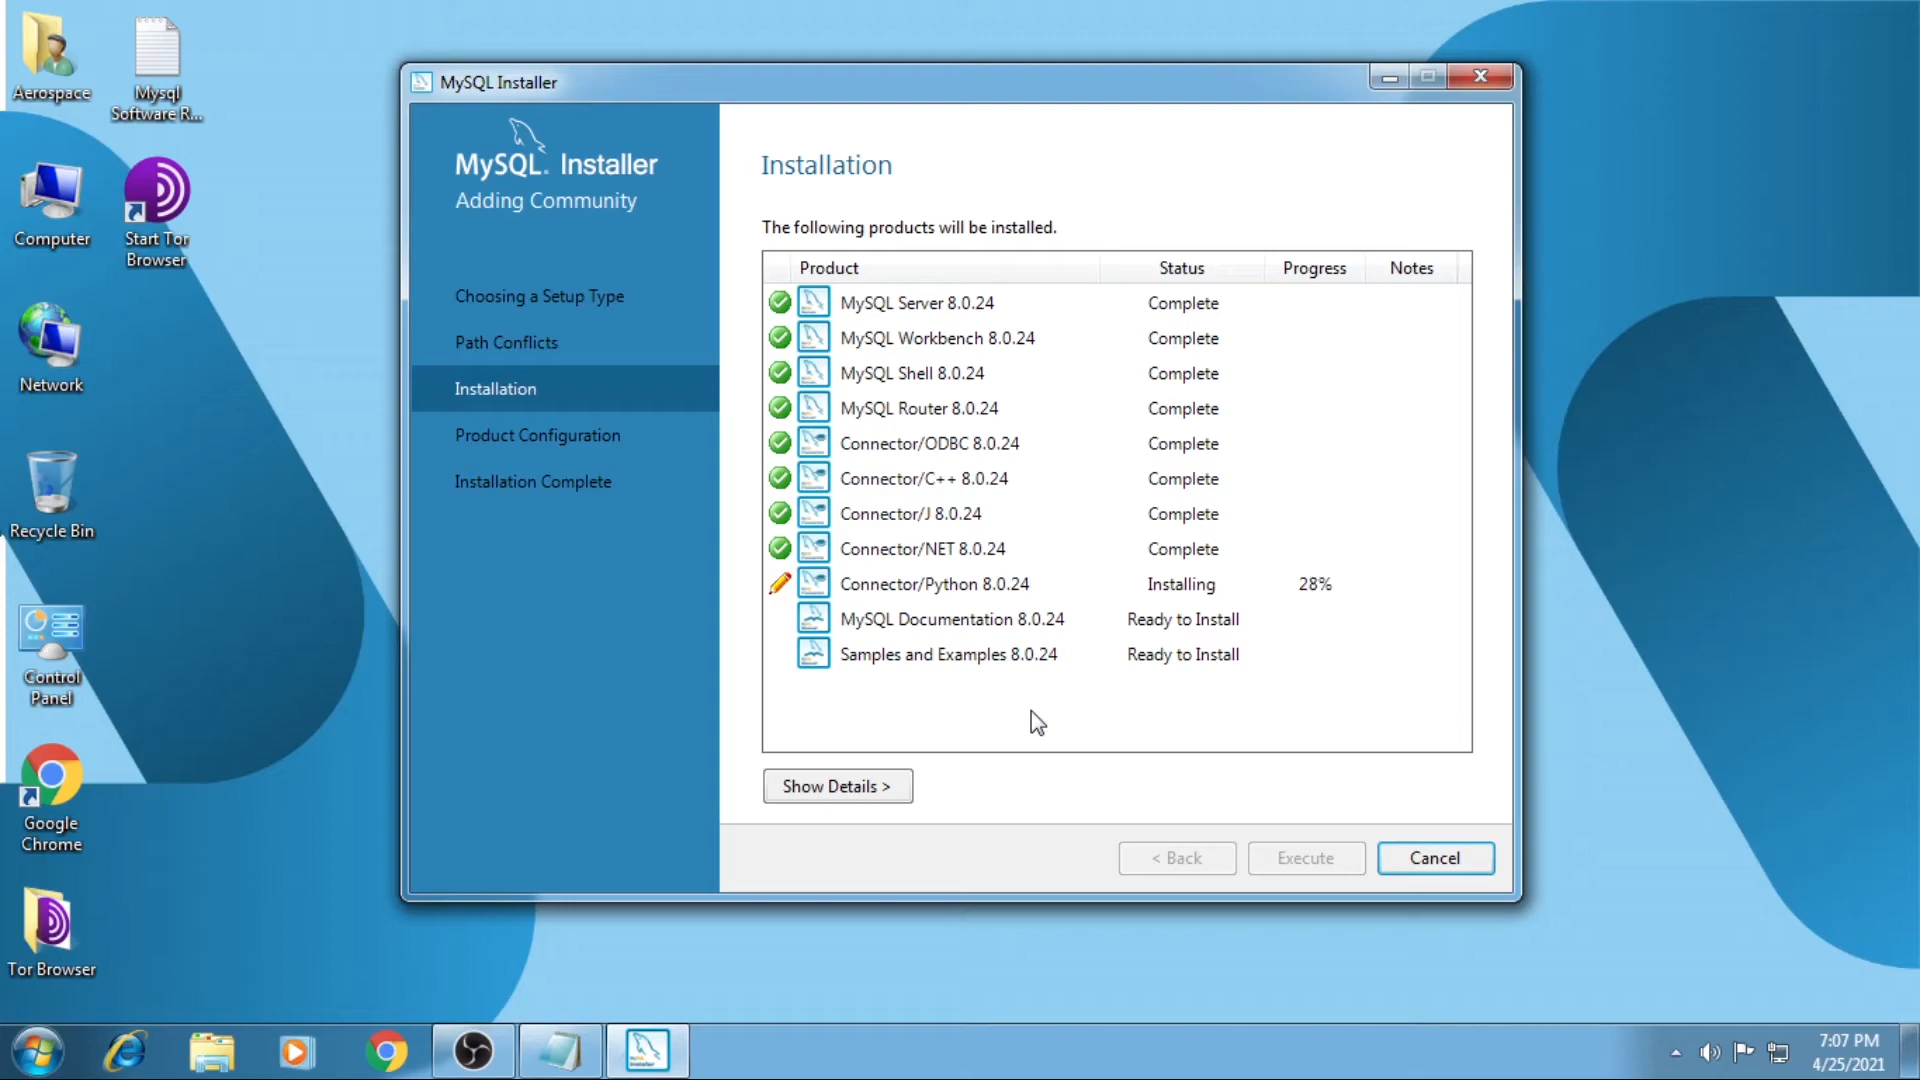 Aerospace
Mysql
Software R...
Computer
Start Tor
Browser
Network
Recycle Bin
Control
Panel
Google
Chrome
Tor Browser
MySQL Installer
MySQL. Installer
Adding Community
Choosing a Setup Type
Path Conflicts
Installation
Product Configuration
Installation Complete
Installation
The following products will be installed.
Product Status Progress Notes
MySQL Server 8.0.24 Complete
MySQL Workbench 8.0.24 Complete
MySQL Shell 8.0.24 Complete
MySQL Router 8.0.24 Complete
Connector/ODBC 8.0.24 Complete
Connector/C++ 8.0.24 Complete
Connector/J 8.0.24 Complete
Connector/NET 8.0.24 Complete
Connector/Python 8.0.24 Installing 28%
MySQL Documentation 8.0.24 Ready to Install
Samples and Examples 8.0.24 Ready to Install
Show Details >
< Back Execute Cancel
7:07 PM
4/25/2021